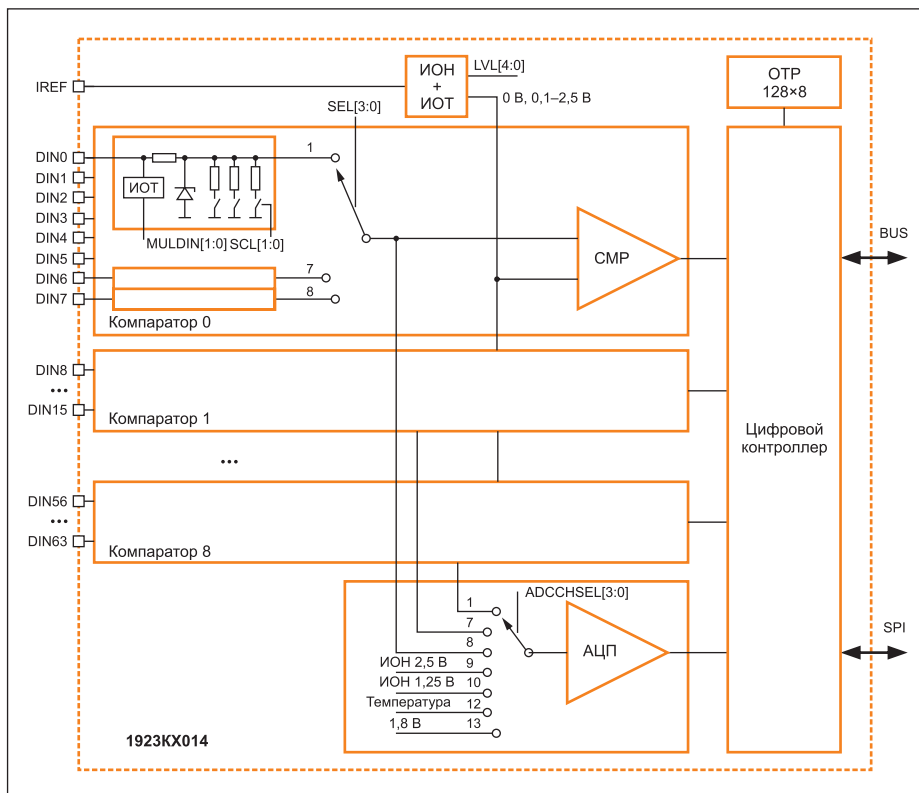 IREF
ИОН
+
ИОТ
LVL[4:0]
0 В, 0,1–2,5 В
OTP
128×8
SEL[3:0]
DIN0
DIN1
DIN2
DIN3
DIN4
DIN5
DIN6
DIN7
ИОТ
MULDIN[1:0]
SCL[1:0]
1
7
8
CMP
Компаратор 0
BUS
DIN8
...
DIN15
Компаратор 1
...
Цифровой
контроллер
DIN56
...
DIN63
Компаратор 8
ADCCHSEL[3:0]
1
7
8
ИОН 2,5 В
9
ИОН 1,25 В
10
Температура
12
1,8 В
13
АЦП
SPI
1923КХ014